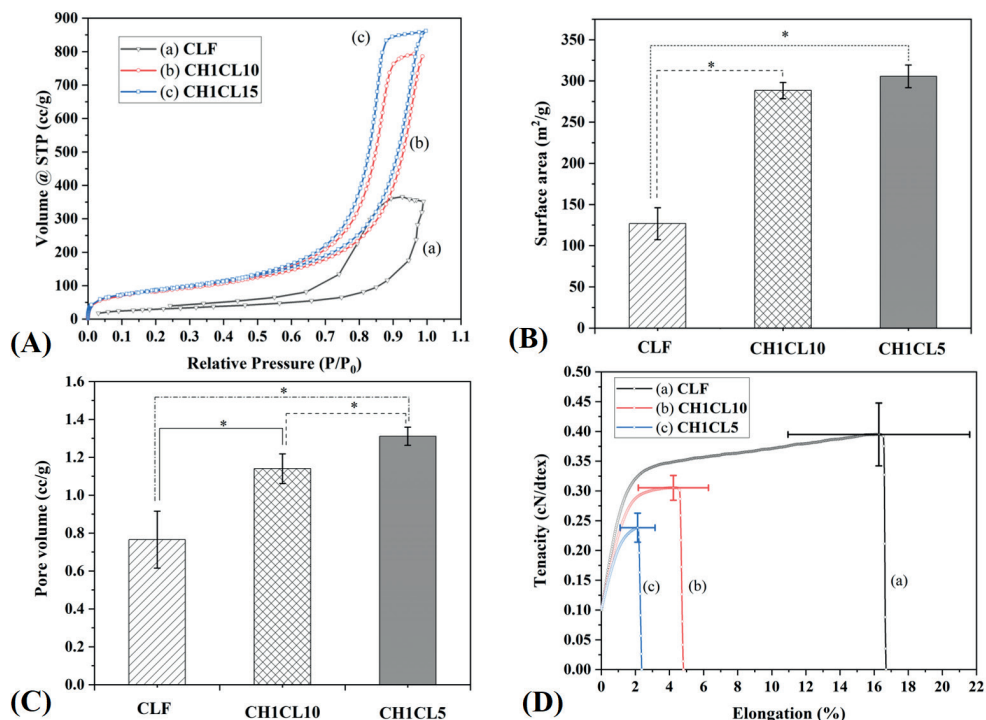 900
800
700
600
500
400
300
200
100
0
Volume @ STP (cc/g)
(a) CLF
(b) CH1CL10
(c) CH1CL15
(c)
(b)
(a)
0.0 0.1 0.2 0.3 0.4 0.5 0.6 0.7 0.8 0.9 1.0 1.1
Relative Pressure (P/P0)
(A)
350
300
250
200
150
100
50
0
Surface area (m2/g)
*
*
CLF CH1CL10 CH1CL5
(B)
1.6
1.4
1.2
1.0
0.8
0.6
0.4
0.2
0.0
Pore volume (cc/g)
*
*
*
CLF CH1CL10 CH1CL5
(C)
0.50
0.45
0.40
0.35
0.30
0.25
0.20
0.15
0.10
0.05
0.00
Tenacity (cN/dtex)
(a) CLF
(b) CH1CL10
(c) CH1CL5
(c)
(b)
(a)
0 2 4 6 8 10 12 14 16 18 20 22
Elongation (%)
(D)